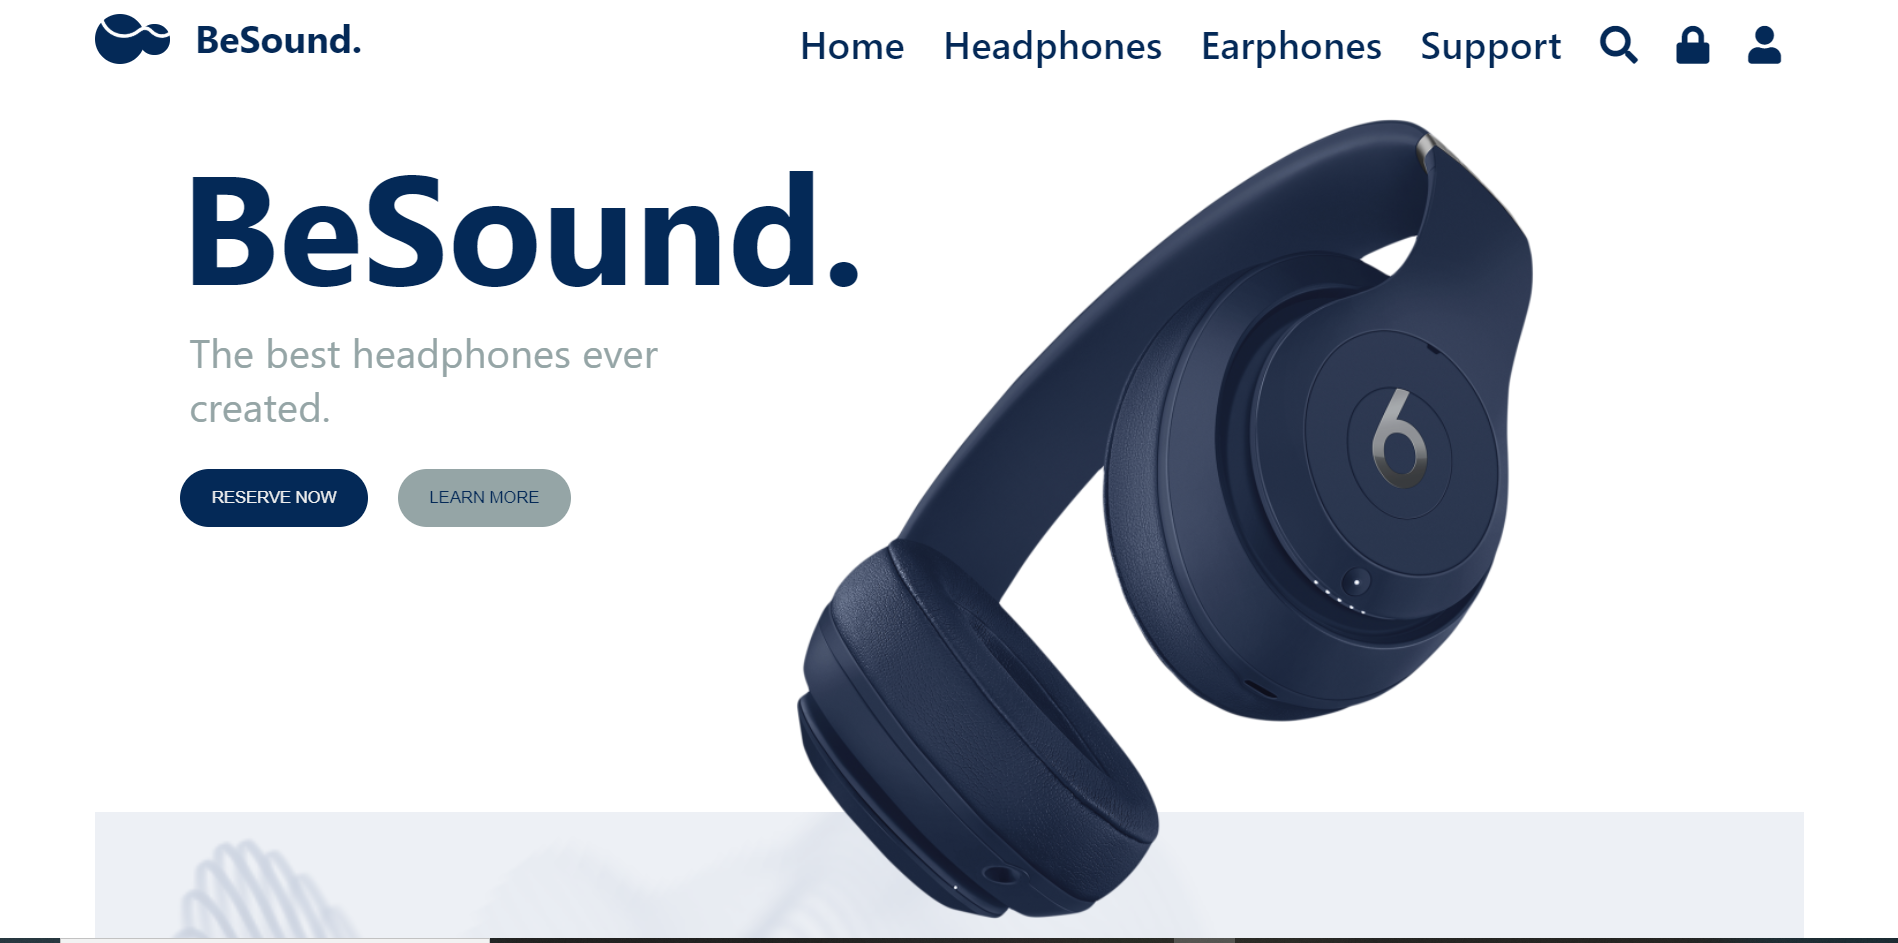 BeSound.
Home Headphones Earphones Support
BeSound.
The best headphones ever
created.
RESERVE NOW LEARN MORE